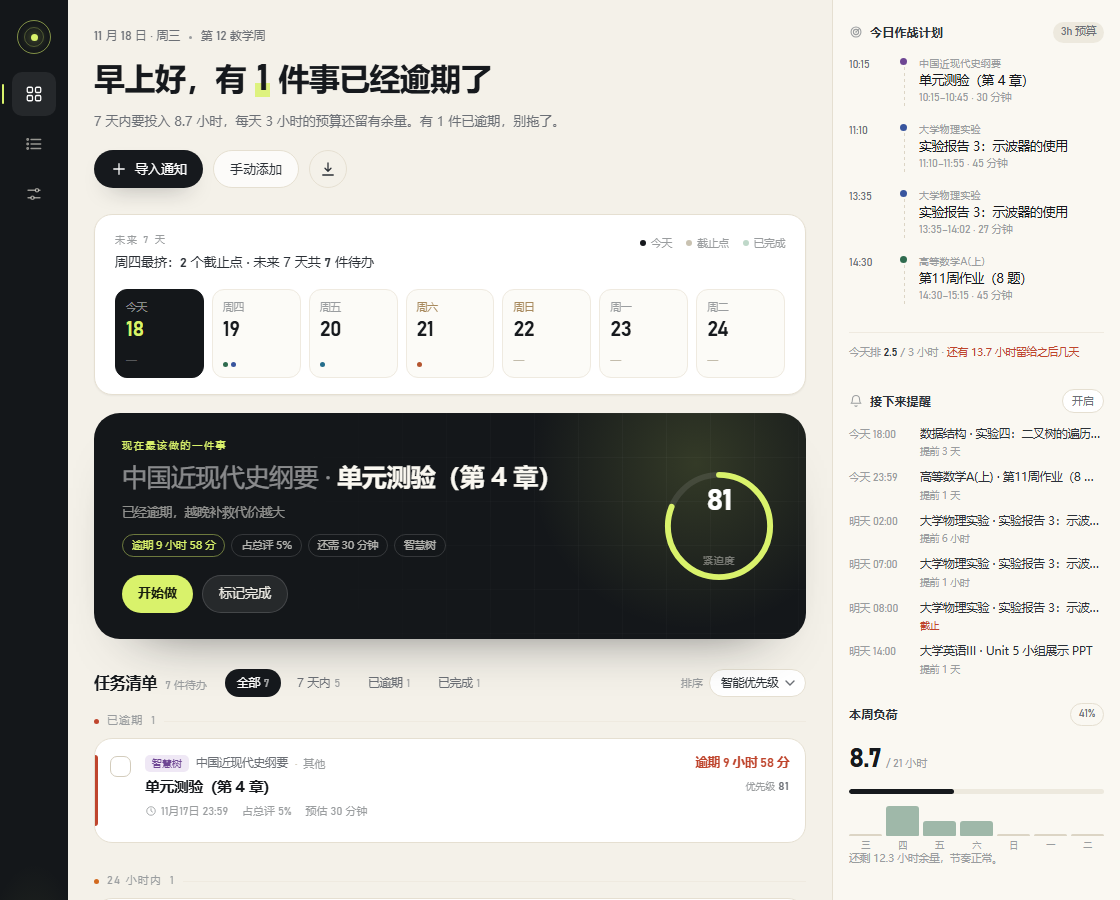 11 月 18 日 · 周三 • 第 12 教学周
早上好，有 1 件事已经逾期了
7 天内要投入 8.7 小时，每天 3 小时的预算还留有余量。有 1 件已逾期，别拖了。
导入通知
手动添加
未来 7 天
周四最挤：2 个截止点 · 未来 7 天共 7 件待办
今天 截止点 已完成
今天 周四 周五 周六 周日 周一 周二
18 19 20 21 22 23 24
— — — —
现在最该做的一件事
中国近现代史纲要 · 单元测验（第 4 章）
已经逾期，越晚补救代价越大
逾期 9 小时 58 分
占总评 5%
还需 30 分钟
智慧树
开始做
标记完成
81
紧迫度
任务清单 7 件待办
全部 7
7 天内 5
已逾期 1
已完成 1
排序
智能优先级
已逾期 1
智慧树 中国近现代史纲要 · 其他
单元测验（第 4 章）
11月17日 23:59 占总评 5% 预估 30 分钟
逾期 9 小时 58 分
优先级 81
24 小时内 1
今日作战计划
3h 预算
10:15
中国近现代史纲要
单元测验（第 4 章）
10:15–10:45 · 30 分钟
11:10
大学物理实验
实验报告 3：示波器的使用
11:10–11:55 · 45 分钟
13:35
大学物理实验
实验报告 3：示波器的使用
13:35–14:02 · 27 分钟
14:30
高等数学A(上)
第11周作业（8 题）
14:30–15:15 · 45 分钟
今天排 2.5 / 3 小时 · 还有 13.7 小时留给之后几天
接下来提醒
开启
今天 18:00
数据结构 · 实验四：二叉树的遍历...
提前 3 天
今天 23:59
高等数学A(上) · 第11周作业（8 ...
提前 1 天
明天 02:00
大学物理实验 · 实验报告 3：示波...
提前 6 小时
明天 07:00
大学物理实验 · 实验报告 3：示波...
提前 1 小时
明天 08:00
大学物理实验 · 实验报告 3：示波...
截止
明天 14:00
大学英语III · Unit 5 小组展示 PPT
提前 1 天
本周负荷
41%
8.7 / 21 小时
三 四 五 六 日 一 二
还剩 12.3 小时余量，节奏正常。